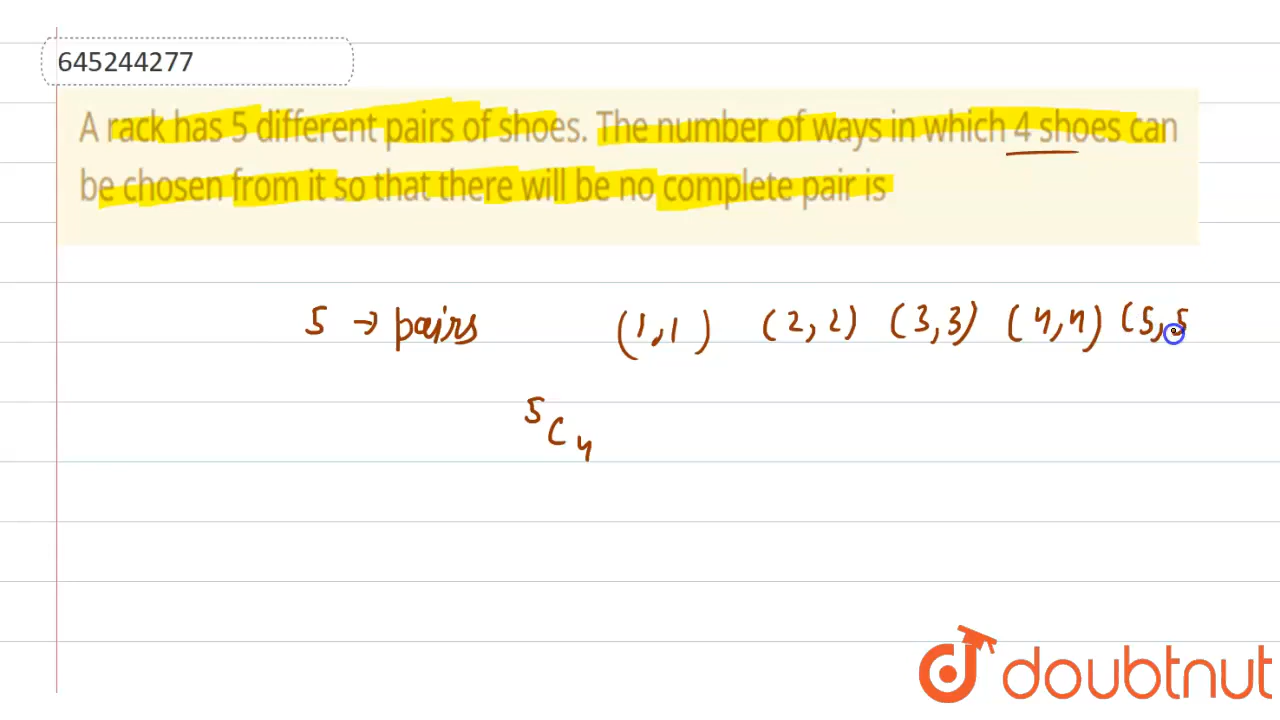 645244277
A rack has 5 different pairs of shoes. The number of ways in which 4 shoes can
be chosen from it so that there will be no complete pair is
5 → pairs (1,1) (2,2) (3,3) (4,4) (5,5
⁵C₄
doubtnut